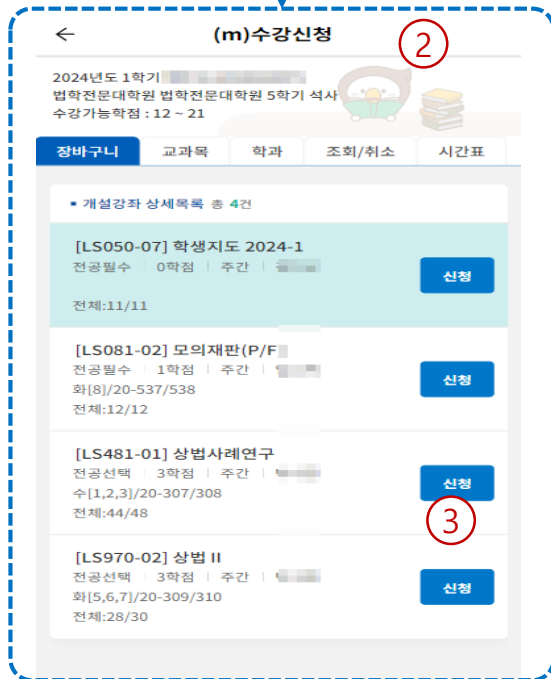 ← (m)수강신청
②
2024년도 1학기
법학전문대학원 법학전문대학원 5학기 석사
수강가능학점 : 12 ~ 21
장바구니 교과목 학과 조회/취소 시간표
▪ 개설강좌 상세목록 총 4건
[LS050-07] 학생지도 2024-1
전공필수 | 0학점 | 주간 |
신청
전체:11/11
[LS081-02] 모의재판(P/F
전공필수 | 1학점 | 주간 |
신청
화[8]/20-537/538
전체:12/12
[LS481-01] 상법사례연구
전공선택 | 3학점 | 주간 |
신청
수[1,2,3]/20-307/308
전체:44/48
③
[LS970-02] 상법 II
전공선택 | 3학점 | 주간 |
신청
화[5,6,7]/20-309/310
전체:28/30